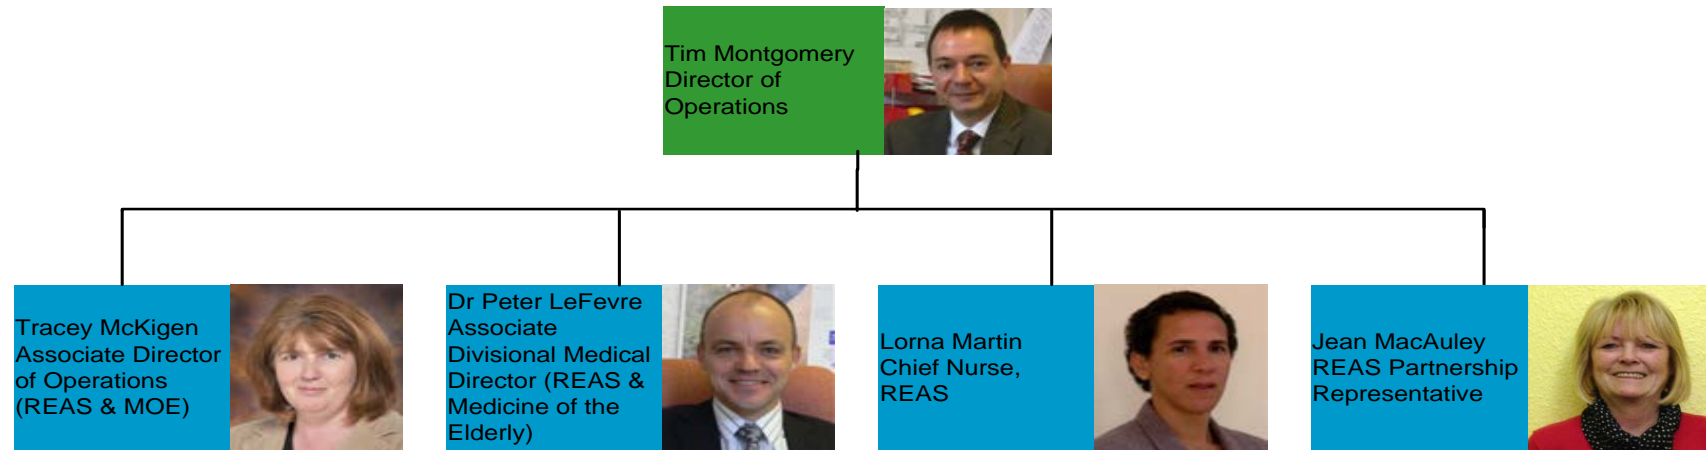 Tim Montgomery
Director of
Operations
Tracey McKigen
Associate Director
of Operations
(REAS & MOE)
Dr Peter LeFevre
Associate
Divisional Medical
Director (REAS &
Medicine of the
Elderly)
Lorna Martin
Chief Nurse,
REAS
Jean MacAuley
REAS Partnership
Representative